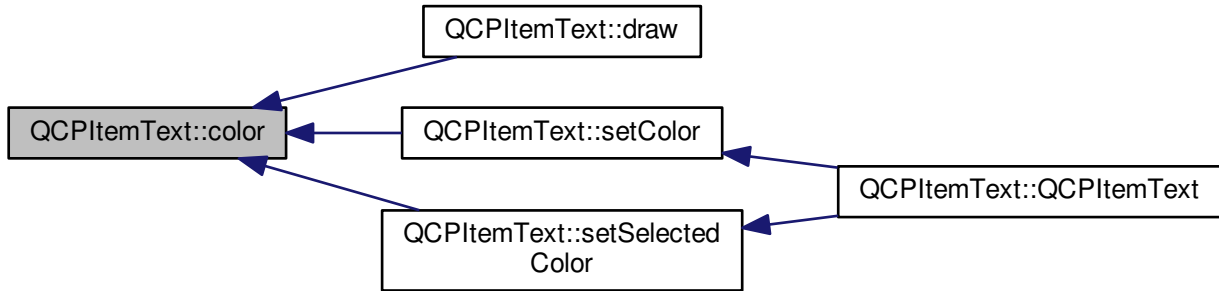 QCPItemText::draw
QCPItemText::color
QCPItemText::setColor
QCPItemText::QCPItemText
QCPItemText::setSelected
Color